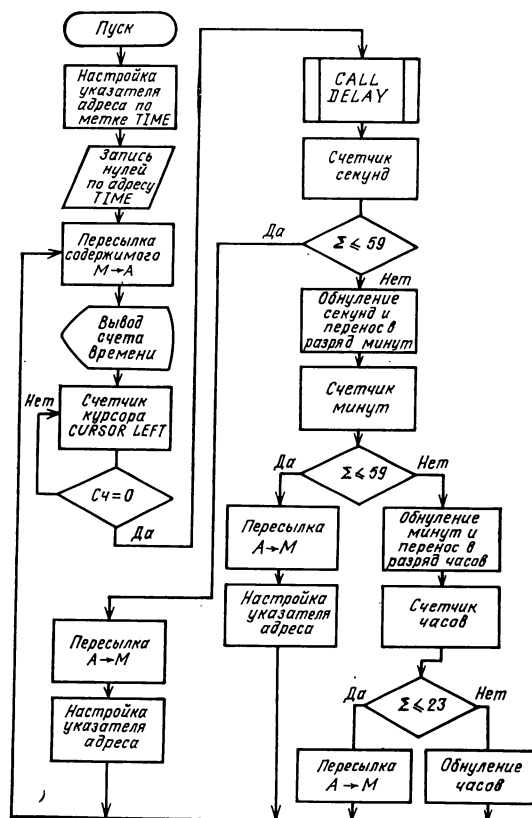 Пуск
Настройка
указателя
адреса по
метке TIME
Запись
нулей
по адресу
TIME
Пересылка
содержимого
M→A
Вывод
счета
времени
Нет
Счетчик
курсора
CURSOR LEFT
Сч=0
Да
Пересылка
A→M
Настройка
указателя
адреса
CALL
DELAY
Счетчик
секунд
Да
Σ≤59
Нет
Обнуление
секунд и
перенос в
разряд минут
Счетчик
минут
Да
Σ≤59
Нет
Пересылка
A→M
Настройка
указателя
адреса
Обнуление
минут и
перенос в
разряд часов
Счетчик
часов
Да
Σ≤23
Нет
Пересылка
A→M
Обнуление
часов